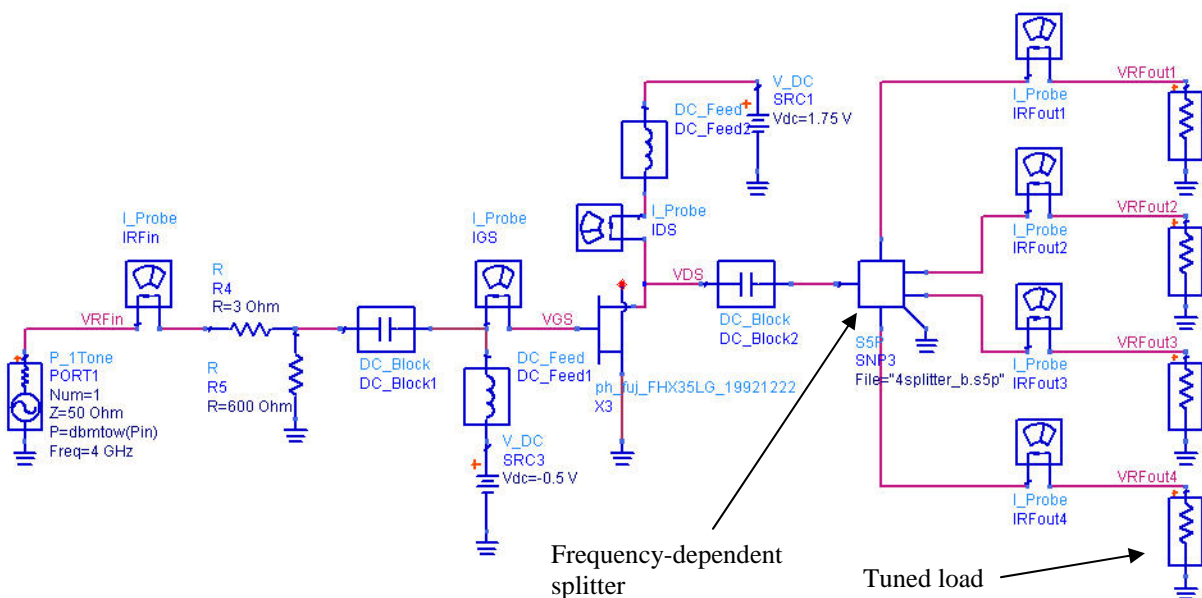 I_Probe
IRFout1
VRFout1
V_DC
SRC1
Vdc=1.75 V
DC_Feed
DC_Feed2
I_Probe
IDS
I_Probe
IRFout2
VRFout2
I_Probe
IRFin
I_Probe
IGS
R
R4
R=3 Ohm
VRFin
VGS
VDS
DC_Block
DC_Block2
S5P
SNP3
File="4splitter_b.s5p"
I_Probe
IRFout3
VRFout3
P_1Tone
PORT1
Num=1
Z=50 Ohm
P=dbmtow(Pin)
Freq=4 GHz
R
R5
R=600 Ohm
DC_Block
DC_Block1
DC_Feed
DC_Feed1
ph_fuj_FHX35LG_19921222
X3
V_DC
SRC3
Vdc=-0.5 V
I_Probe
IRFout4
VRFout4
Frequency-dependent
splitter
Tuned load